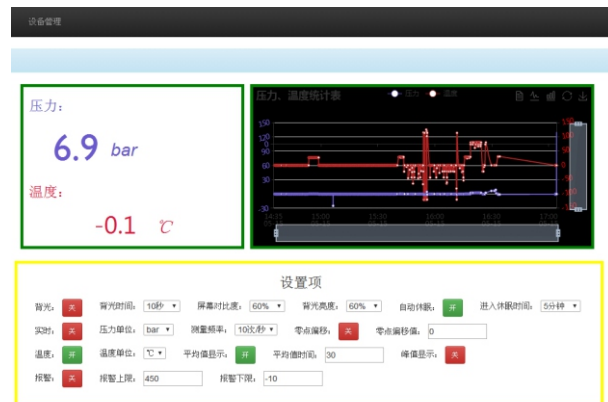 设备管理
压力：
6.9 bar
温度：
-0.1 ℃
压力、温度统计表 压力 温度
150
120
90
60
30
-30
150
100
50
0
-50
-100
14:35 15:00 15:30 16:00 16:30 17:00
设置项
背光： 关 背光时间： 10秒 屏幕对比度： 60% 背光亮度： 60% 自动休眠： 开 进入休眠时间： 5分钟
实时： 关 压力单位： bar 测量频率： 10次/秒 零点偏移： 关 零点偏移值： 0
温度： 开 温度单位： ℃ 平均值显示： 开 平均值时间： 30 峰值显示： 关
报警： 关 报警上限： 450 报警下限： -10